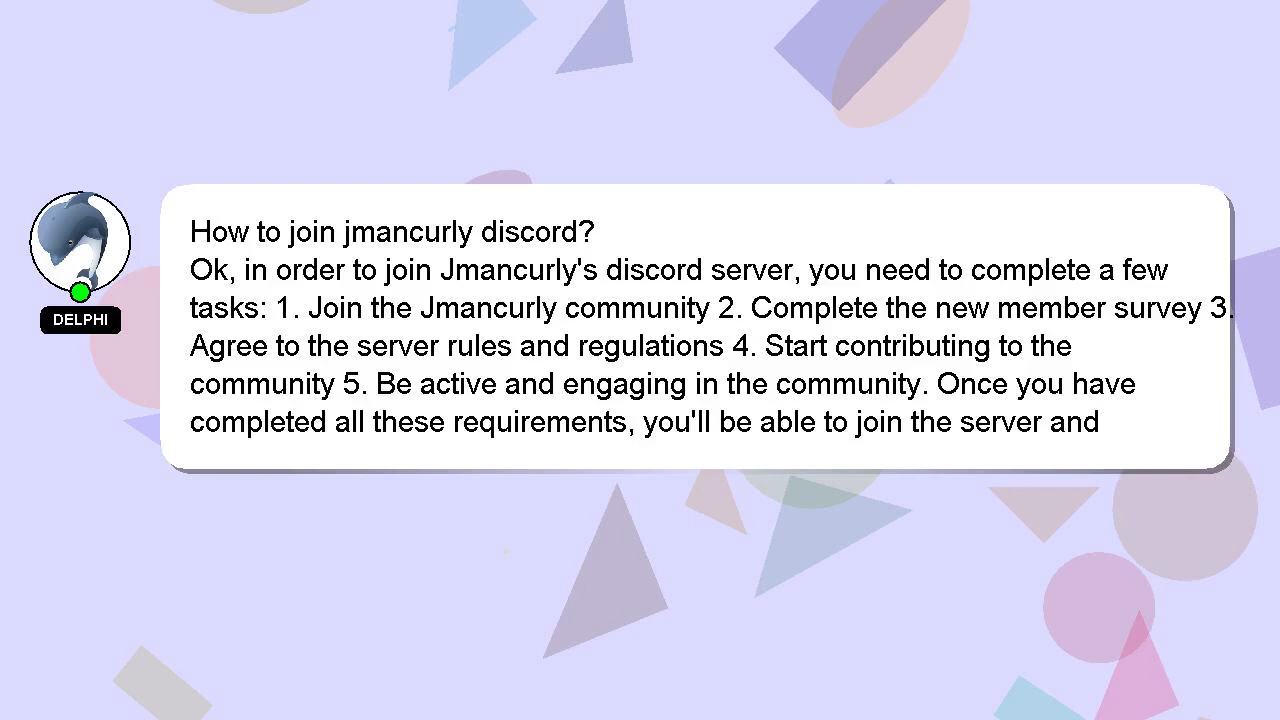 How to join jmancurly discord?
Ok, in order to join Jmancurly's discord server, you need to complete a few
tasks: 1. Join the Jmancurly community 2. Complete the new member survey 3.
Agree to the server rules and regulations 4. Start contributing to the
community 5. Be active and engaging in the community. Once you have
completed all these requirements, you'll be able to join the server and
DELPHI